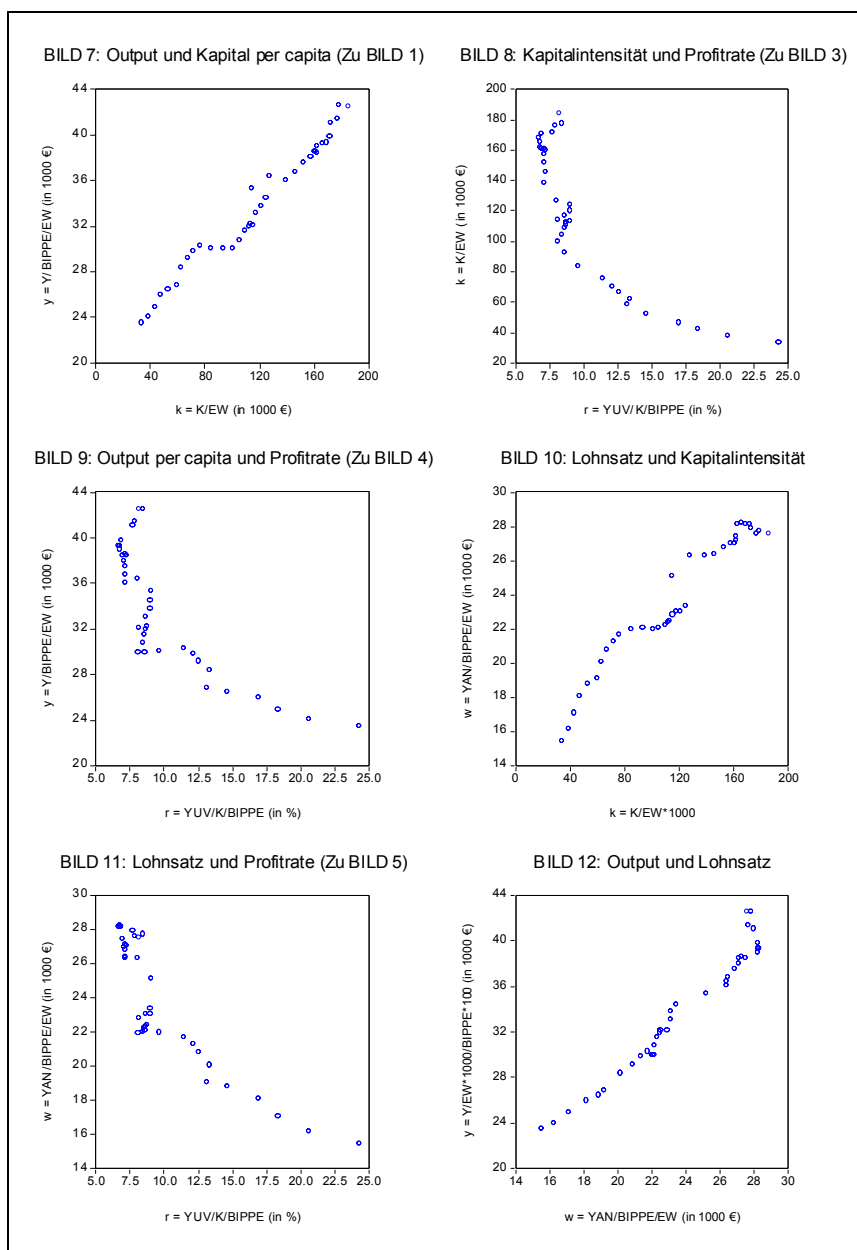 BILD 7: Output und Kapital per capita (Zu BILD 1)
44
40
36
32
28
24
20
y = Y/BIPPE/EW (in 1000 €)
0 40 80 120 160 200
k = K/EW (in 1000 €)
BILD 8: Kapitalintensität und Profitrate (Zu BILD 3)
200
180
160
140
120
100
80
60
40
20
k = K/EW (in 1000 €)
5.0 7.5 10.0 12.5 15.0 17.5 20.0 22.5 25.0
r = YUV/K/BIPPE (in %)
BILD 9: Output per capita und Profitrate (Zu BILD 4)
44
40
36
32
28
24
20
y = Y/BIPPE/EW (in 1000 €)
5.0 7.5 10.0 12.5 15.0 17.5 20.0 22.5 25.0
r = YUV/K/BIPPE (in %)
BILD 10: Lohnsatz und Kapitalintensität
30
28
26
24
22
20
18
16
14
w = YAN/BIPPE/EW (in 1000 €)
0 40 80 120 160 200
k = K/EW*1000
BILD 11: Lohnsatz und Profitrate (Zu BILD 5)
30
28
26
24
22
20
18
16
14
w = YAN/BIPPE/EW (in 1000 €)
5.0 7.5 10.0 12.5 15.0 17.5 20.0 22.5 25.0
r = YUV/K/BIPPE (in %)
BILD 12: Output und Lohnsatz
44
40
36
32
28
24
20
y = Y/EW*1000/BIPPE*100 (in 1000 €)
14 16 18 20 22 24 26 28 30
w = YAN/BIPPE/EW (in 1000 €)